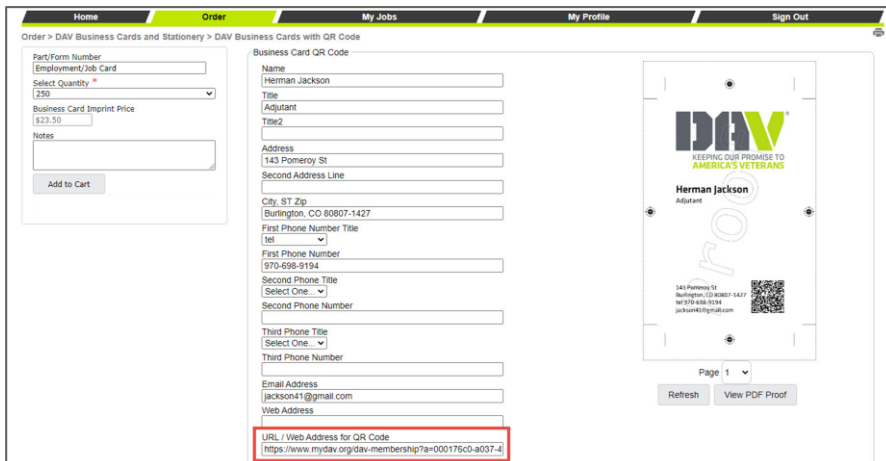 Home Order My Jobs My Profile Sign Out
Order > DAV Business Cards and Stationery > DAV Business Cards with QR Code
Part/Form Number
Employment/Job Card
Select Quantity *
250
Business Card Imprint Price
$23.50
Notes
Add to Cart
Business Card QR Code
Name
Herman Jackson
Title
Adjutant
Title2
Address
143 Pomeroy St
Second Address Line
City, ST Zip
Burlington, CO 80807-1427
First Phone Number Title
tel
First Phone Number
970-698-9194
Second Phone Title
Select One...
Second Phone Number
Third Phone Title
Select One...
Third Phone Number
Email Address
jackson41@gmail.com
Web Address
URL / Web Address for QR Code
https://www.mydav.org/dav-membership?a=000176c0-a037-4
DAV®
KEEPING OUR PROMISE TO
AMERICA'S VETERANS
Herman Jackson
Adjutant
Proof
143 Pomeroy St
Burlington, CO 80807-1427
tel 970-698-9194
jackson41@gmail.com
Page 1
Refresh View PDF Proof